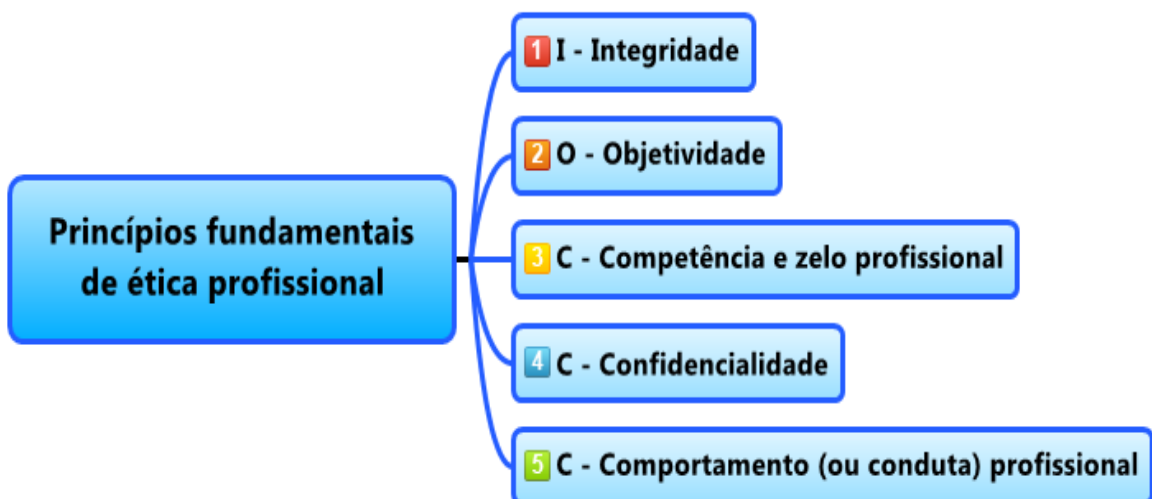 1 I - Integridade
2 O - Objetividade
Princípios fundamentais
de ética profissional
3 C - Competência e zelo profissional
4 C - Confidencialidade
5 C - Comportamento (ou conduta) profissional